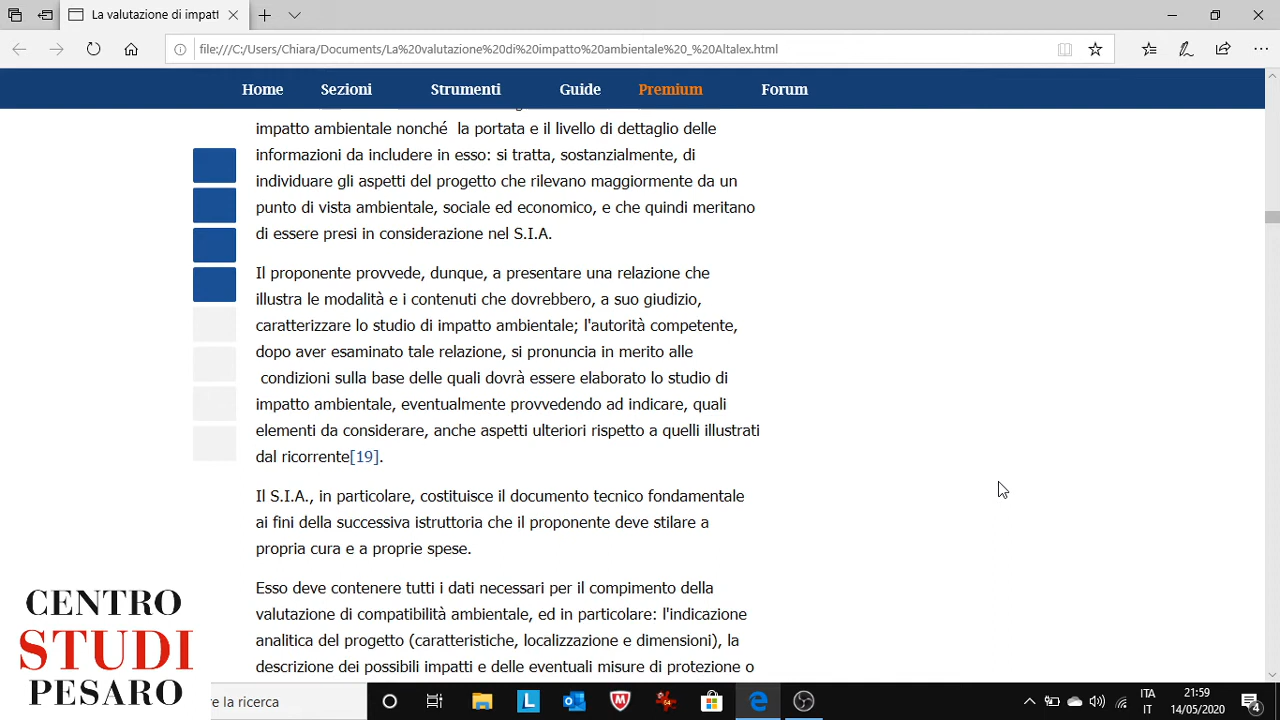 La valutazione di impatt
file:///C:/Users/Chiara/Documents/La%20valutazione%20di%20impatto%20ambientale%20_%20Altalex.html
Home Sezioni Strumenti Guide Premium Forum
impatto ambientale nonché la portata e il livello di dettaglio delle
informazioni da includere in esso: si tratta, sostanzialmente, di
individuare gli aspetti del progetto che rilevano maggiormente da un
punto di vista ambientale, sociale ed economico, e che quindi meritano
di essere presi in considerazione nel S.I.A.
Il proponente provvede, dunque, a presentare una relazione che
illustra le modalità e i contenuti che dovrebbero, a suo giudizio,
caratterizzare lo studio di impatto ambientale; l'autorità competente,
dopo aver esaminato tale relazione, si pronuncia in merito alle
condizioni sulla base delle quali dovrà essere elaborato lo studio di
impatto ambientale, eventualmente provvedendo ad indicare, quali
elementi da considerare, anche aspetti ulteriori rispetto a quelli illustrati
dal ricorrente[19].
Il S.I.A., in particolare, costituisce il documento tecnico fondamentale
ai fini della successiva istruttoria che il proponente deve stilare a
propria cura e a proprie spese.
Esso deve contenere tutti i dati necessari per il compimento della
valutazione di compatibilità ambientale, ed in particolare: l'indicazione
analitica del progetto (caratteristiche, localizzazione e dimensioni), la
descrizione dei possibili impatti e delle eventuali misure di protezione o
CENTRO
STUDI
PESARO
re la ricerca
L
64
ITA
IT
21:59
14/05/2020
4